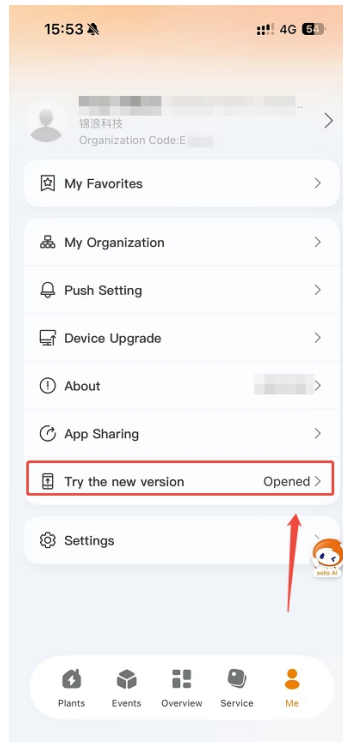 15:53 4G 54
..
锦浪科技
Organization Code:E
My Favorites
My Organization
Push Setting
Device Upgrade
About
App Sharing
Try the new version Opened
Settings
solis AI
Plants Events Overview Service Me